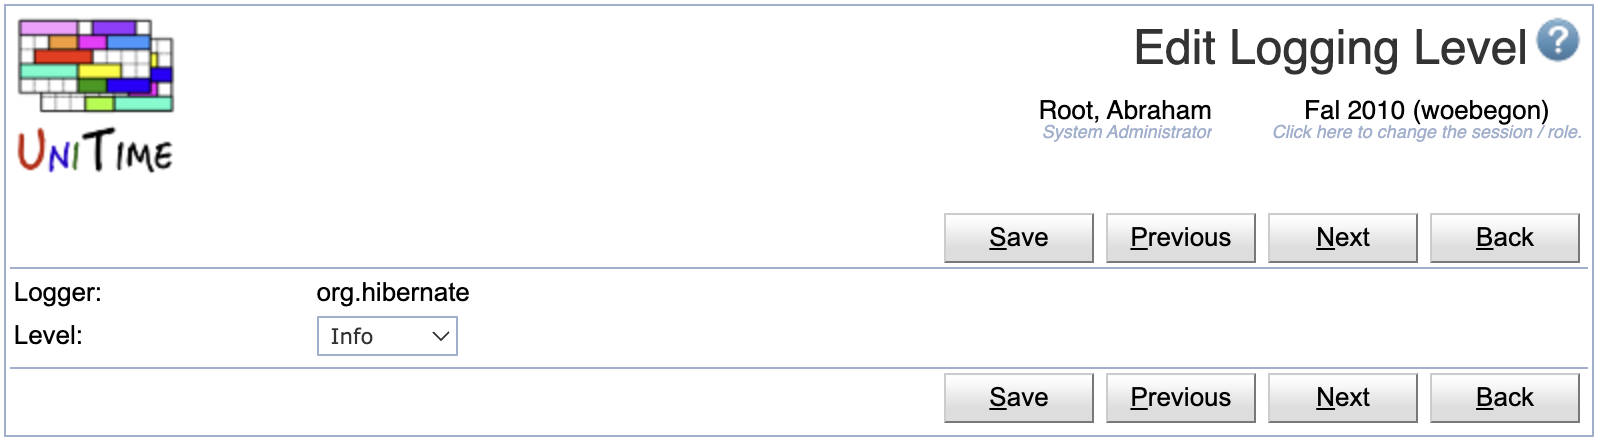 Edit Logging Level ?
Root, Abraham
System Administrator
Fal 2010 (woebegon)
Click here to change the session / role.
UNITIME
Save Previous Next Back
Logger: org.hibernate
Level: Info
Save Previous Next Back